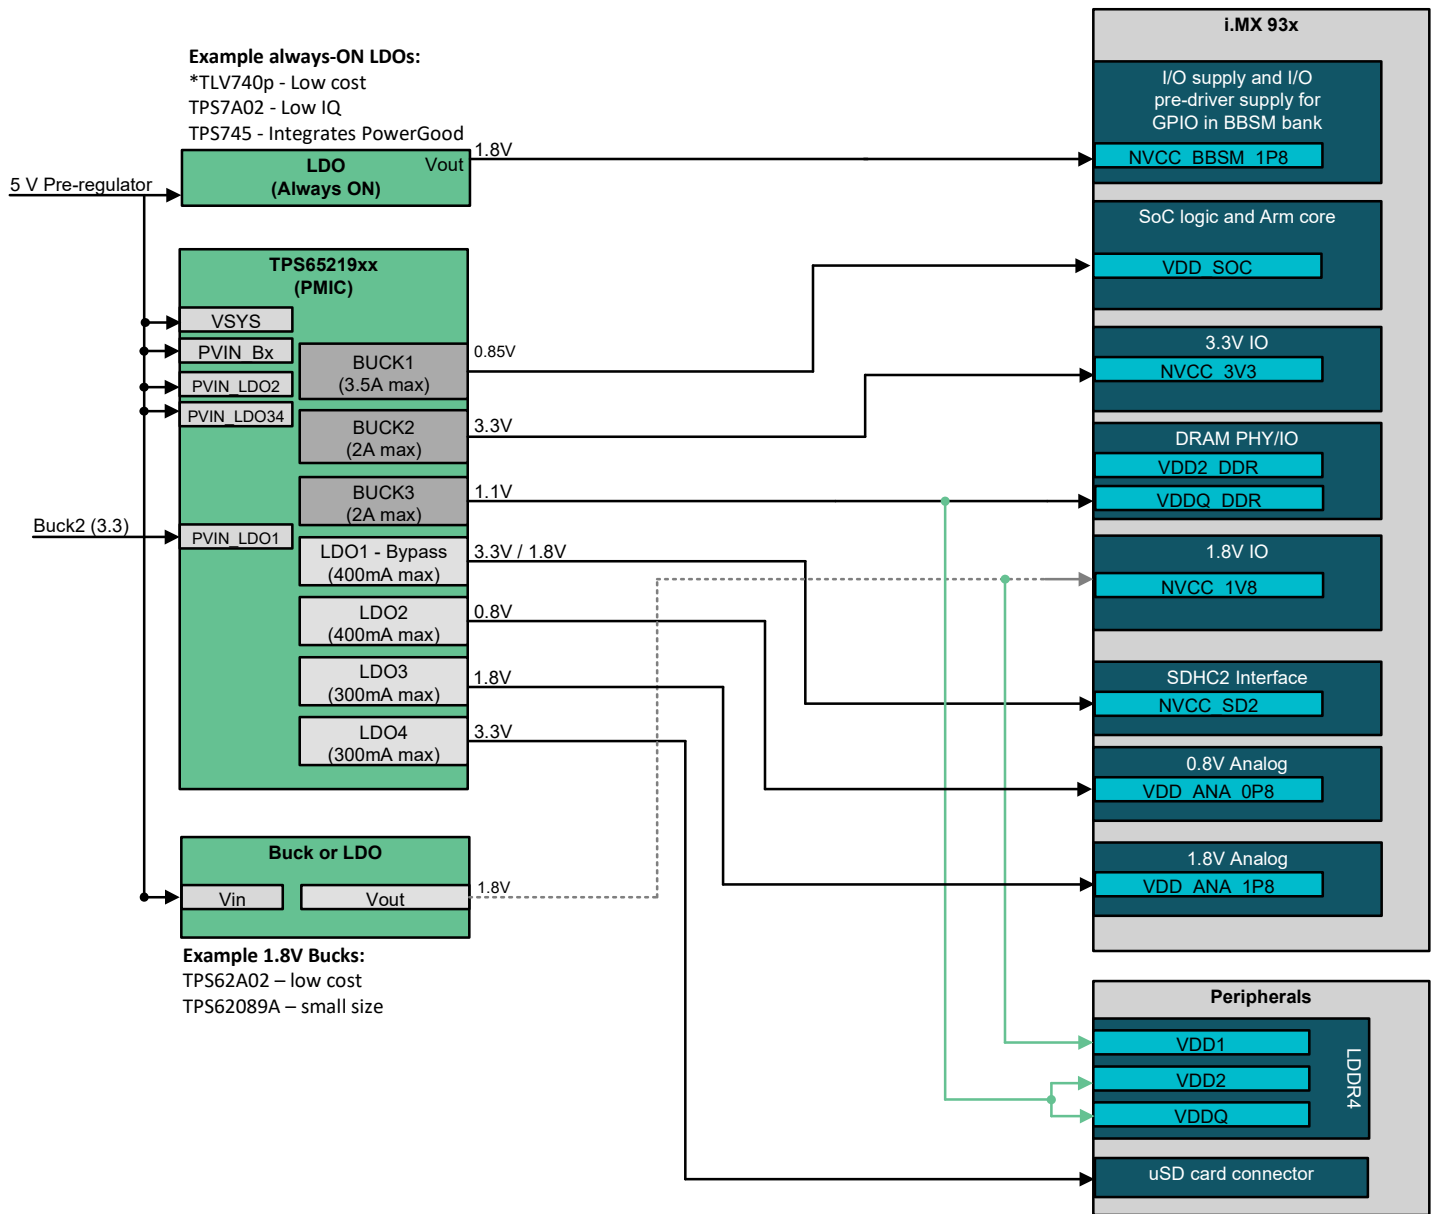 Example always-ON LDOs:
*TLV740p - Low cost
TPS7A02 - Low IQ
TPS745 - Integrates PowerGood
LDO
(Always ON)
Vout
1.8V
5 V Pre-regulator
TPS65219xx
(PMIC)
VSYS
PVIN_Bx
PVIN_LDO2
PVIN_LDO34
Buck2 (3.3)
PVIN_LDO1
BUCK1
(3.5A max)
0.85V
BUCK2
(2A max)
3.3V
BUCK3
(2A max)
1.1V
LDO1 - Bypass
(400mA max)
3.3V / 1.8V
LDO2
(400mA max)
0.8V
LDO3
(300mA max)
1.8V
LDO4
(300mA max)
3.3V
Buck or LDO
Vin
Vout
1.8V
Example 1.8V Bucks:
TPS62A02 – low cost
TPS62089A – small size
i.MX 93x
I/O supply and I/O
pre-driver supply for
GPIO in BBSM bank
NVCC_BBSM_1P8
SoC logic and Arm core
VDD_SOC
3.3V IO
NVCC_3V3
DRAM PHY/IO
VDD2_DDR
VDDQ_DDR
1.8V IO
NVCC_1V8
SDHC2 Interface
NVCC_SD2
0.8V Analog
VDD_ANA_0P8
1.8V Analog
VDD_ANA_1P8
Peripherals
VDD1
VDD2
VDDQ
LDDR4
uSD card connector